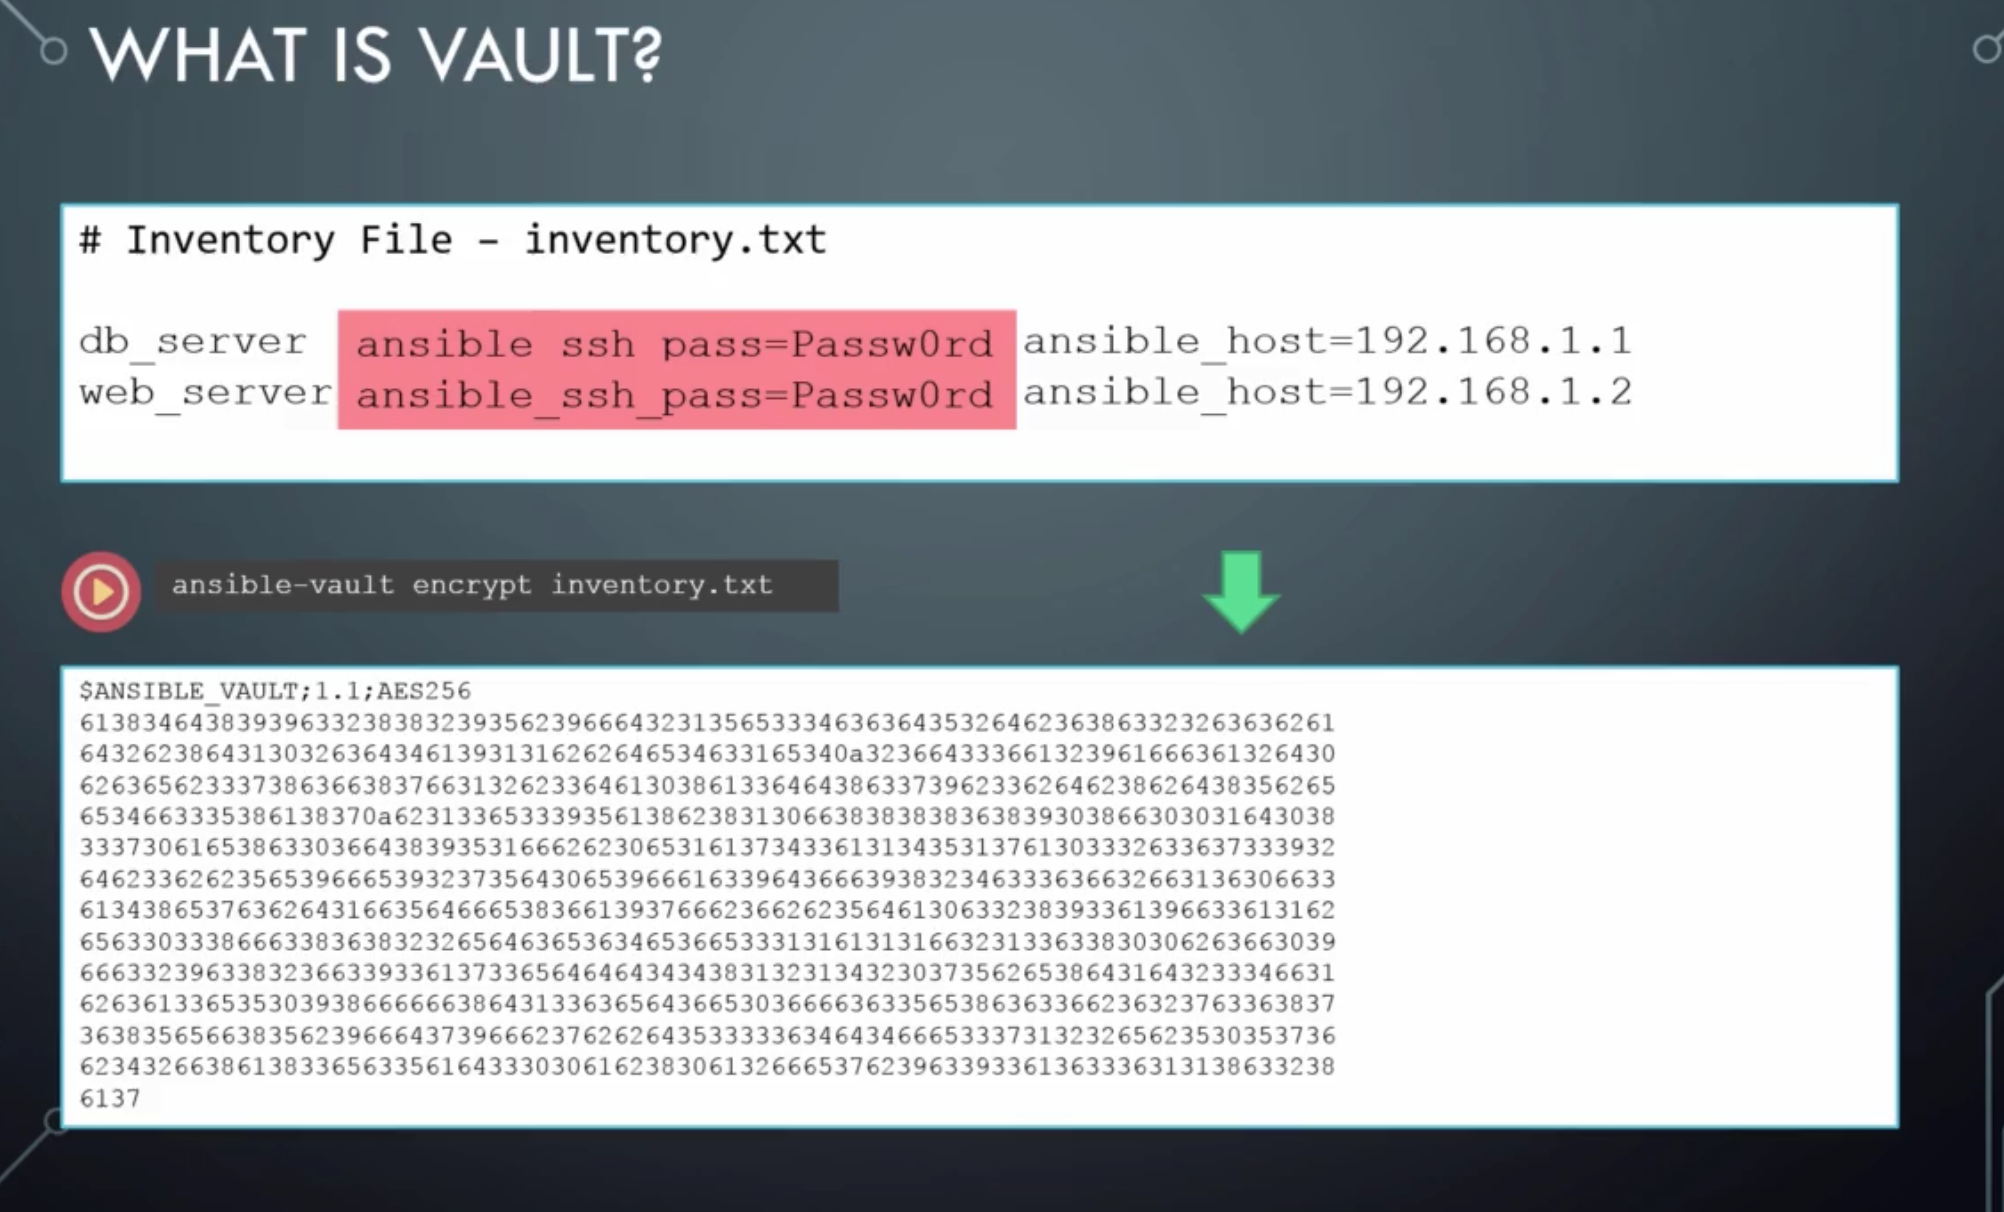 WHAT IS VAULT?
# Inventory File – inventory.txt
db_server ansible_ssh_pass=Passw0rd ansible_host=192.168.1.1
web_server ansible_ssh_pass=Passw0rd ansible_host=192.168.1.2
ansible-vault encrypt inventory.txt
$ANSIBLE_VAULT;1.1;AES256
61383464383939633238383239356239666432313565333463636435326462363863323263636261
6432623864313032636434613931316262646534633165340a323664333661323961666361326430
62636562333738636638376631326233646130386133646438633739623362646238626438356265
6534663335386138370a623133653339356138623831306638383838363839303866303031643038
33373061653863303664383935316662623065316137343361313435313761303332633637333932
64623362623565396665393237356430653966616339643666393832346333636632663136306633
61343865376362643166356466653836613937666236626235646130633238393361396633613162
65633033386663383638323265646365363465366533313161313166323133633830306263663039
66633239633832366339336137336564646434343831323134323037356265386431643233346631
62636133653530393866666638643133636564366530366663633565386363366236323763363837
36383565663835623966643739666237626264353333363464346665333731323265623530353736
62343266386138336563356164333030616238306132666537623963393361363336313138633238
6137